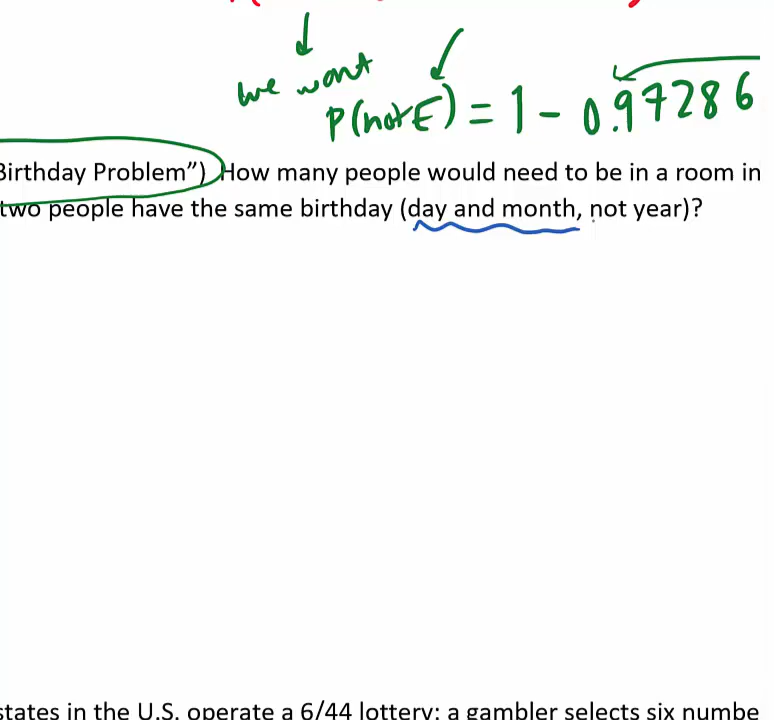 we want
P(not E) = 1 - 0.97286
Birthday Problem") How many people would need to be in a room in
two people have the same birthday (day and month, not year)?
states in the U.S. operate a 6/44 lottery: a gambler selects six numbe